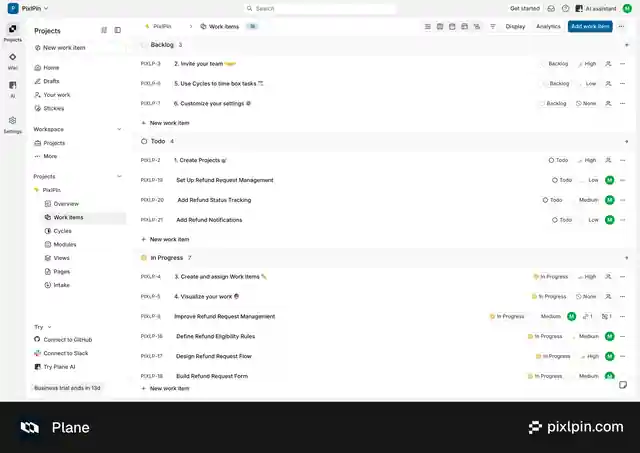 PixlPin
Search
Get started
AI assistant
M
Projects
Wiki
AI
Settings
Projects
New work item
Home
Drafts
Your work
Stickies
Workspace
Projects
More
Projects
PixlPin
Overview
Work items
Cycles
Modules
Views
Pages
Intake
Try
Connect to GitHub
Connect to Slack
Try Plane AI
Business trial ends in 13d
PixlPin > Work items
Display
Analytics
Add work item
Backlog 3
PIXLP-3 2. Invite your team Backlog High
5. Use Cycles to time box tasks Backlog Low
PIXLP-7 6. Customize your settings Backlog None
+ New work item
Todo 4
PIXLP-2 1. Create Projects Todo High
PIXLP-19 Set Up Refund Request Management Todo Low M
PIXLP-20 Add Refund Status Tracking Todo Medium M
PIXLP-21 Add Refund Notifications Todo Low M
+ New work item
In Progress 7
PIXLP-4 3. Create and assign Work items In Progress High
PIXLP-5 4. Visualize your work In Progress None
Improve Refund Request Management In Progress Medium M 1 1
PIXLP-16 Define Refund Eligibility Rules In Progress Medium M
PIXLP-17 Design Refund Request Flow In Progress High M
PIXLP-18 Build Refund Request Form In Progress Medium M
+ New work item
Plane
pixlpin.com